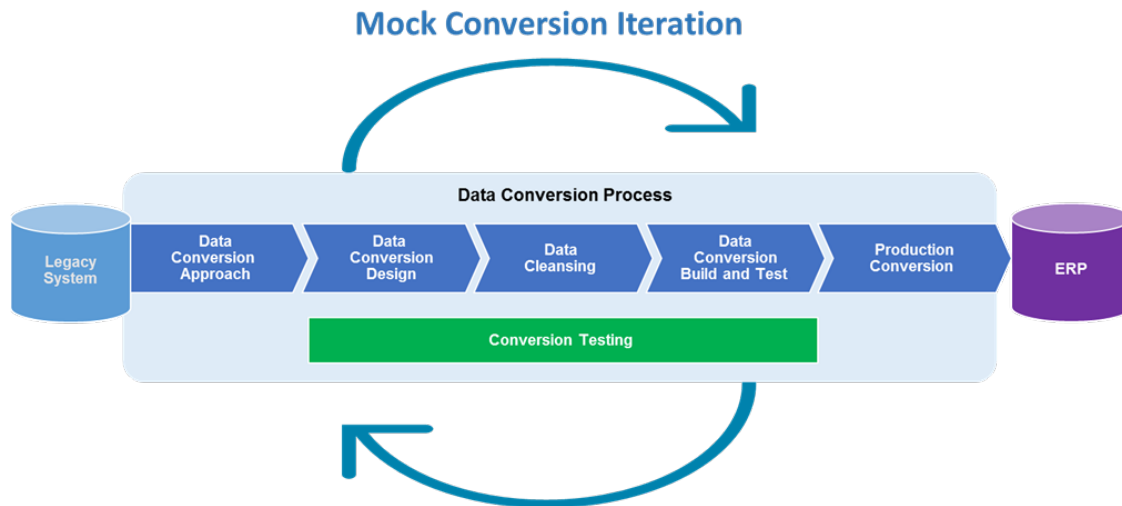 Mock Conversion Iteration
Data Conversion Process
Legacy
System
Data
Conversion
Approach
Data
Conversion
Design
Data
Cleansing
Data
Conversion
Build and Test
Production
Conversion
ERP
Conversion Testing